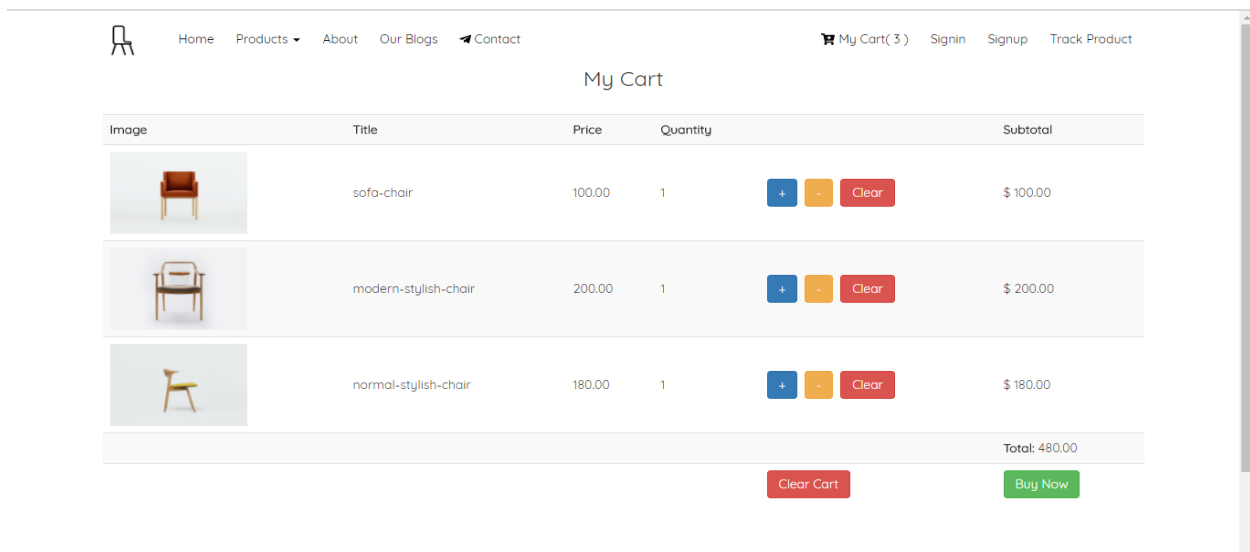 Home Products About Our Blogs Contact My Cart( 3 ) Signin Signup Track Product
My Cart
Image Title Price Quantity Subtotal
sofa-chair 100.00 1 + - Clear $ 100.00
modern-stylish-chair 200.00 1 + - Clear $ 200.00
normal-stylish-chair 180.00 1 + - Clear $ 180.00
Total: 480.00
Clear Cart Buy Now